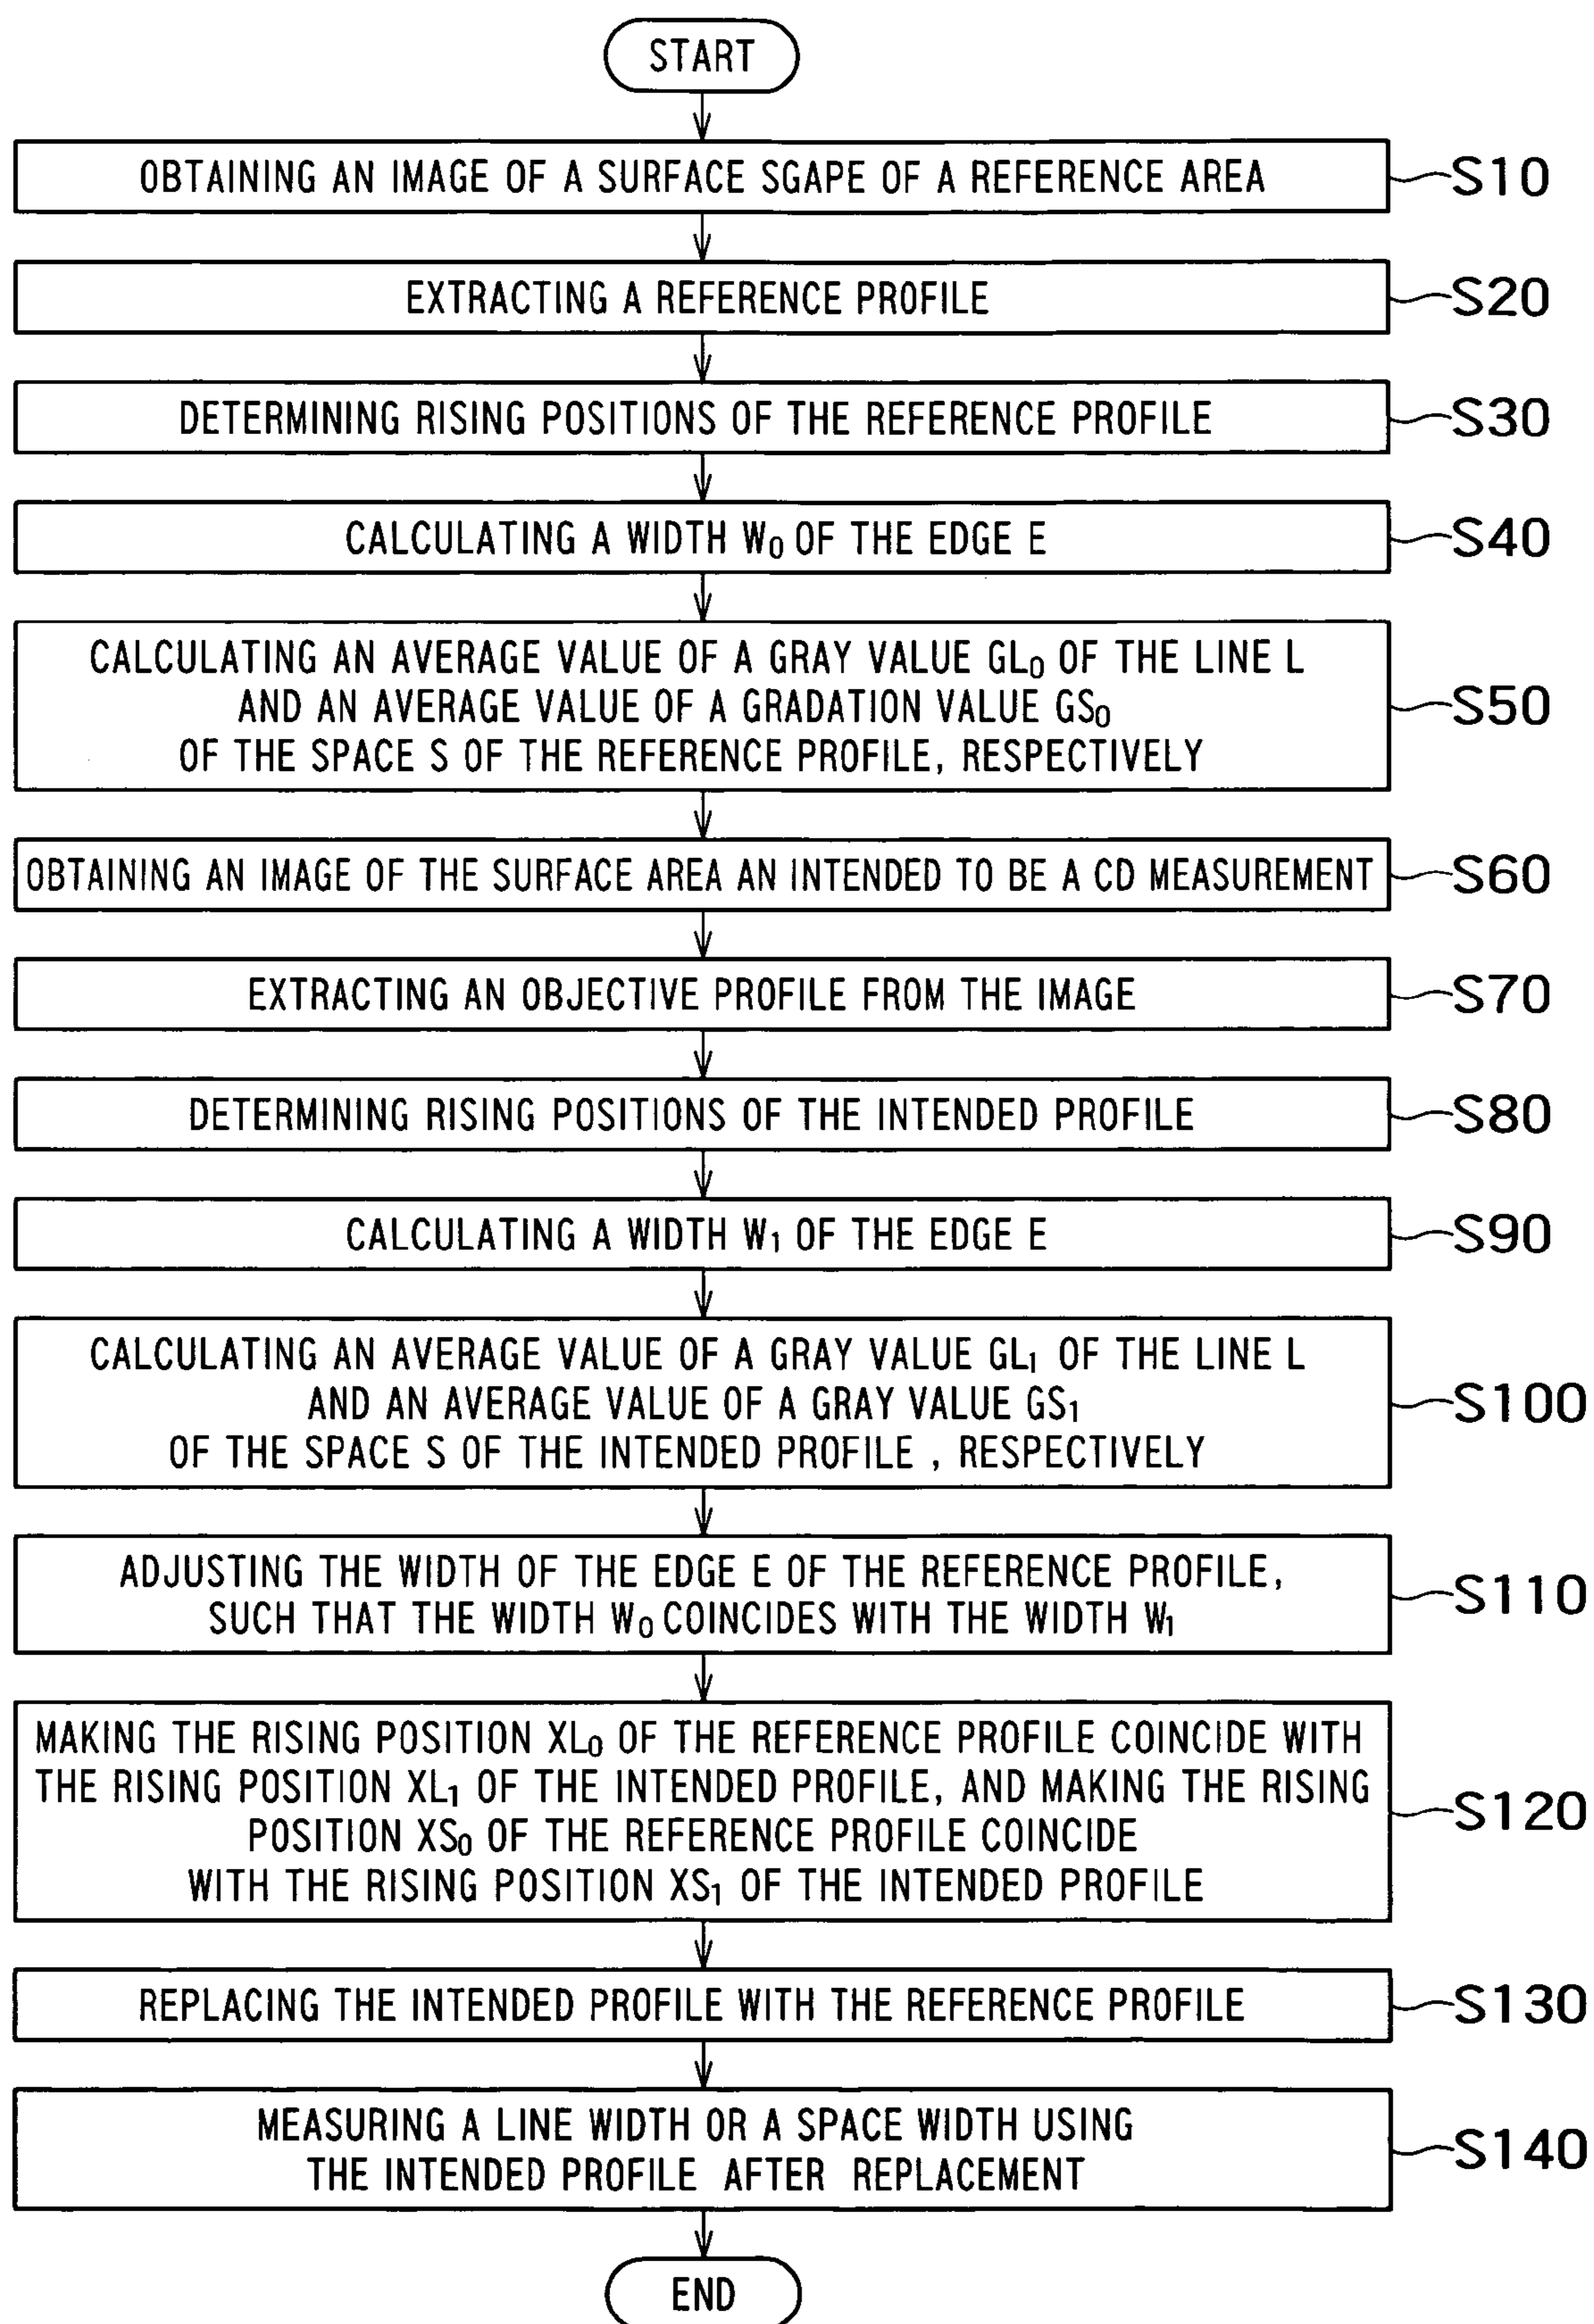 START
OBTAINING AN IMAGE OF A SURFACE SGAPE OF A REFERENCE AREA
S10
EXTRACTING A REFERENCE PROFILE
S20
DETERMINING RISING POSITIONS OF THE REFERENCE PROFILE
S30
CALCULATING A WIDTH W₀ OF THE EDGE E
S40
CALCULATING AN AVERAGE VALUE OF A GRAY VALUE GL₀ OF THE LINE L
AND AN AVERAGE VALUE OF A GRADATION VALUE GS₀
OF THE SPACE S OF THE REFERENCE PROFILE, RESPECTIVELY
S50
OBTAINING AN IMAGE OF THE SURFACE AREA AN INTENDED TO BE A CD MEASUREMENT
S60
EXTRACTING AN OBJECTIVE PROFILE FROM THE IMAGE
S70
DETERMINING RISING POSITIONS OF THE INTENDED PROFILE
S80
CALCULATING A WIDTH W₁ OF THE EDGE E
S90
CALCULATING AN AVERAGE VALUE OF A GRAY VALUE GL₁ OF THE LINE L
AND AN AVERAGE VALUE OF A GRAY VALUE GS₁
OF THE SPACE S OF THE INTENDED PROFILE , RESPECTIVELY
S100
ADJUSTING THE WIDTH OF THE EDGE E OF THE REFERENCE PROFILE,
SUCH THAT THE WIDTH W₀ COINCIDES WITH THE WIDTH W₁
S110
MAKING THE RISING POSITION XL₀ OF THE REFERENCE PROFILE COINCIDE WITH
THE RISING POSITION XL₁ OF THE INTENDED PROFILE, AND MAKING THE RISING
POSITION XS₀ OF THE REFERENCE PROFILE COINCIDE
WITH THE RISING POSITION XS₁ OF THE INTENDED PROFILE
S120
REPLACING THE INTENDED PROFILE WITH THE REFERENCE PROFILE
S130
MEASURING A LINE WIDTH OR A SPACE WIDTH USING
THE INTENDED PROFILE AFTER REPLACEMENT
S140
END